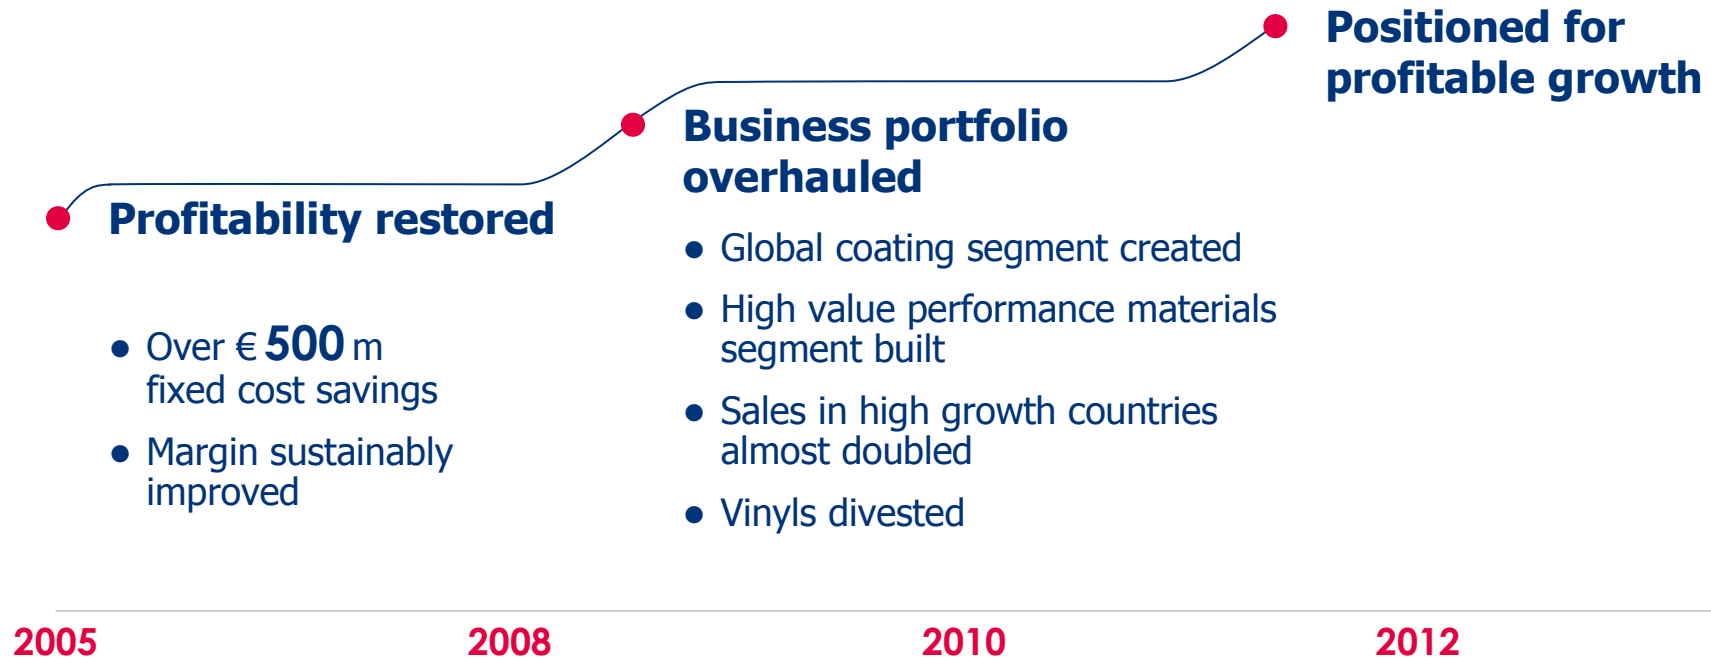 Profitability restored
● Over € 500 m
fixed cost savings
● Margin sustainably
improved
Business portfolio
overhauled
● Global coating segment created
● High value performance materials
segment built
● Sales in high growth countries
almost doubled
● Vinyls divested
Positioned for
profitable growth
2005
2008
2010
2012